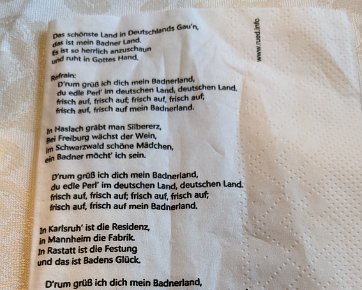 Das schönste Land in Deutschlands Gau'n,
das ist mein Badner Land.
Es ist so herrlich anzuschaun
und ruht in Gottes Hand.
Refrain:
D'rum grüß ich dich mein Badnerland,
du edle Perl' im deutschen Land, deutschen Land.
frisch auf, frisch auf; frisch auf, frisch auf;
frisch auf, frisch auf mein Badnerland.
In Haslach gräbt man Silbererz,
Bei Freiburg wächst der Wein,
im Schwarzwald schöne Mädchen,
ein Badner möcht' ich sein.
D'rum grüß ich dich mein Badnerland,
du edle Perl' im deutschen Land, deutschen Land.
frisch auf, frisch auf; frisch auf, frisch auf;
frisch auf, frisch auf mein Badnerland.
In Karlsruh' ist die Residenz,
in Mannheim die Fabrik.
In Rastatt ist die Festung
und das ist Badens Glück.
D'rum grüß ich dich mein Badnerland,
www.rued.info